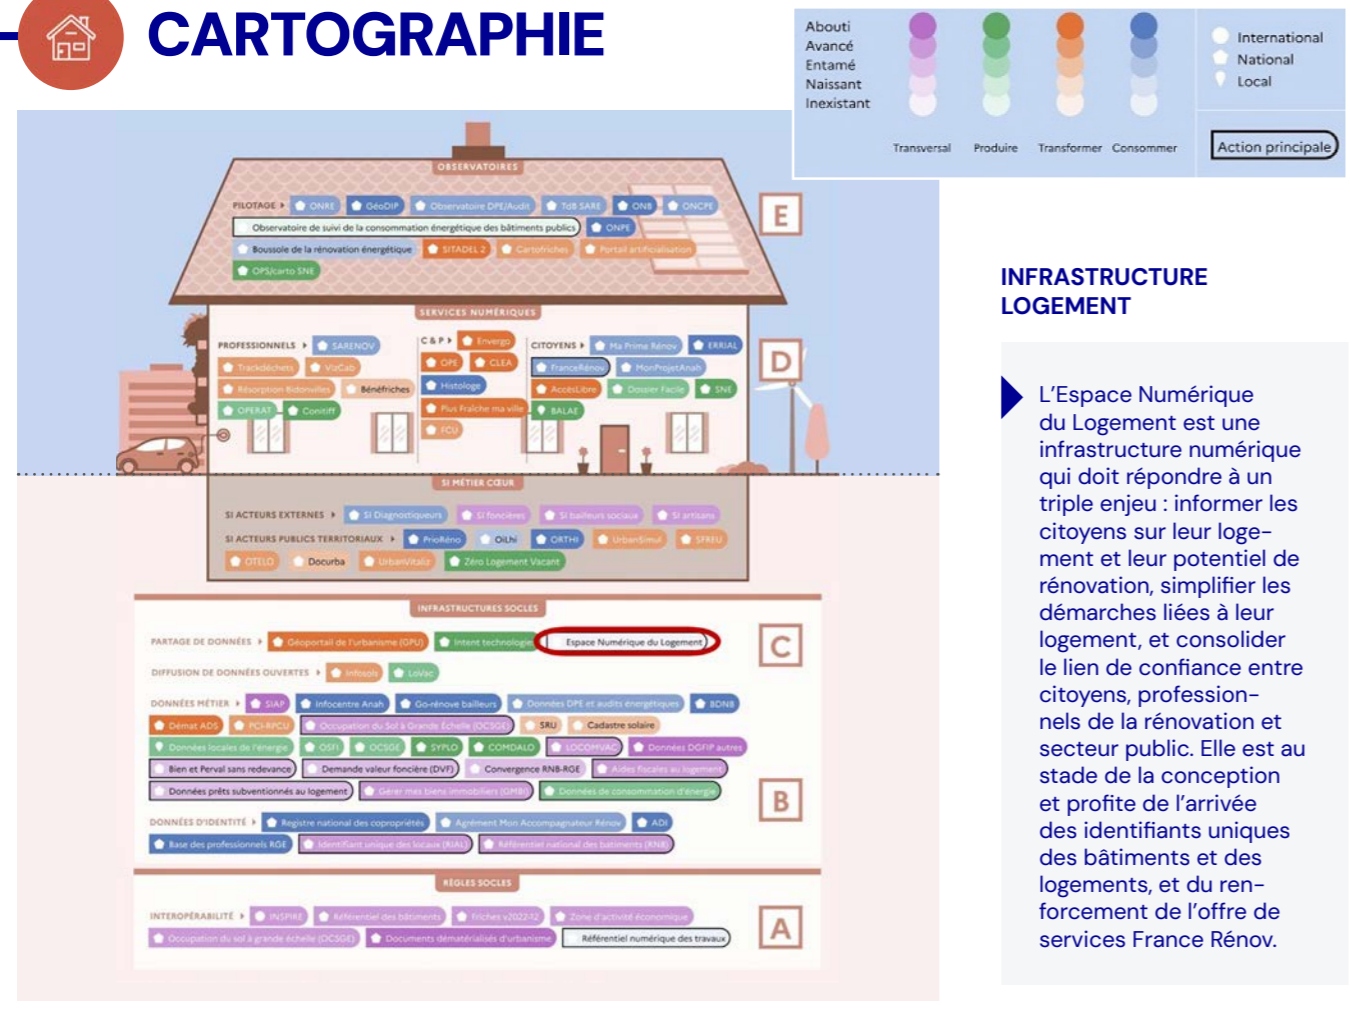 CARTOGRAPHIE
Abouti
Avancé
Entamé
Naissant
Inexistant
Transversal Produire Transformer Consommer
International
National
Local
Action principale
OBSERVATOIRES
PILOTAGE ONRE GéoDIP Observatoire DPE/Audit TdB SARE ONB ONCPE
Observatoire de suivi de la consommation énergétique des bâtiments publics ONPE
Boussole de la rénovation énergétique SITADEL 2 Cartofriches Portail artificialisation
OPS/carto SNE
E
SERVICES NUMÉRIQUES
PROFESSIONNELS SARENOV
Trackdéchets VizCab
Résorption Bidonvilles Bénéfriches
OPERAT Conitiff
C & P Envergo
OPE CLEA
Histologe
Plus Fraîche ma ville
FCU
CITOYENS Ma Prime Rénov ERRIAL
FranceRénov MonProjetAnah
AccèsLibre Dossier Facile SNE
BALAE
D
SI MÉTIER CŒUR
SI ACTEURS EXTERNES SI Diagnostiqueurs SI foncières SI bailleurs sociaux SI artisans
SI ACTEURS PUBLICS TERRITORIAUX PrioRéno OiLhi ORTHI UrbanSimul SFREU
OTELO Docurba UrbanVitaliz Zéro Logement Vacant
INFRASTRUCTURES SOCLES
PARTAGE DE DONNÉES Géoportail de l'urbanisme (GPU) Intent technologie Espace Numérique du Logement
C
DIFFUSION DE DONNÉES OUVERTES Infosols LoVac
DONNÉES MÉTIER SIAP Infocentre Anah Go-rénove bailleurs Données DPE et audits énergétiques BDNB
Démat ADS PCI-RPCU Occupation du Sol à Grande Échelle (OCSGE) SRU Cadastre solaire
Données locales de l'énergie OSFI OCSGE SYPLO COMDALO LOCOMVAC Données DGFIP autres
Bien et Perval sans redevance Demande valeur foncière (DVF) Convergence RNB-RGE Aides fiscales au logement
Données prêts subventionnés au logement Gérer mes biens immobiliers (GMBI) Données de consommation d'énergie
B
DONNÉES D'IDENTITÉ Registre national des copropriétés Agrément Mon Accompagnateur Rénov ADI
Base des professionnels RGE Identifiant unique des locaux (RIAL) Référentiel national des batiments (RNB)
RÈGLES SOCLES
INTEROPÉRABILITÉ INSPIRE Référentiel des bâtiments Friches v2022-12 Zone d'activité économique
Occupation du sol à grande échelle (OCSGE) Documents dématérialisés d'urbanisme Référentiel numérique des travaux
A
INFRASTRUCTURE
LOGEMENT
L'Espace Numérique
du Logement est une
infrastructure numérique
qui doit répondre à un
triple enjeu : informer les
citoyens sur leur loge-
ment et leur potentiel de
rénovation, simplifier les
démarches liées à leur
logement, et consolider
le lien de confiance entre
citoyens, profession-
nels de la rénovation et
secteur public. Elle est au
stade de la conception
et profite de l'arrivée
des identifiants uniques
des bâtiments et des
logements, et du ren-
forcement de l'offre de
services France Rénov.